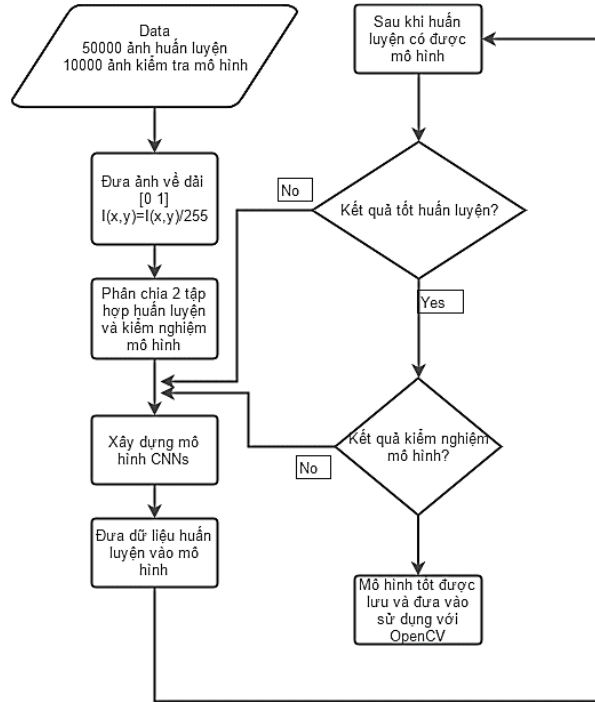 Data
50000 ảnh huấn luyện
10000 ảnh kiểm tra mô hình
Đưa ảnh về dải
[0 1]
I(x,y)=I(x,y)/255
Phân chia 2 tập
hợp huấn luyện
và kiểm nghiệm
mô hình
Xây dựng mô
hình CNNs
Đưa dữ liệu huấn
luyện vào mô
hình
Sau khi huấn
luyện có được
mô hình
Kết quả tốt huấn luyện?
No
Yes
Kết quả kiểm nghiệm
mô hình?
No
Mô hình tốt được
lưu và đưa vào
sử dụng với
OpenCV